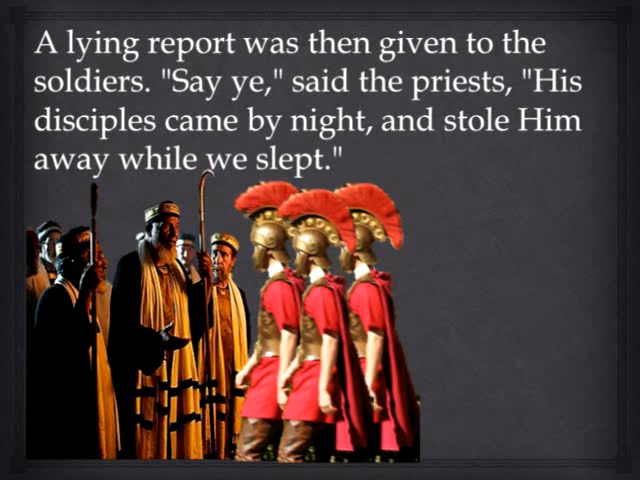 A lying report was then given to the
soldiers. "Say ye," said the priests, "His
disciples came by night, and stole Him
away while we slept."